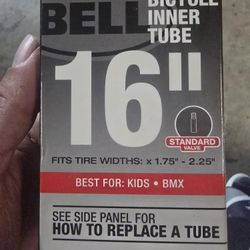 BELL
BICYCLE
INNER
TUBE
16"
STANDARD
VALVE
FITS TIRE WIDTHS: x 1.75" - 2.25"
BEST FOR: KIDS • BMX
SEE SIDE PANEL FOR
HOW TO REPLACE A TUBE